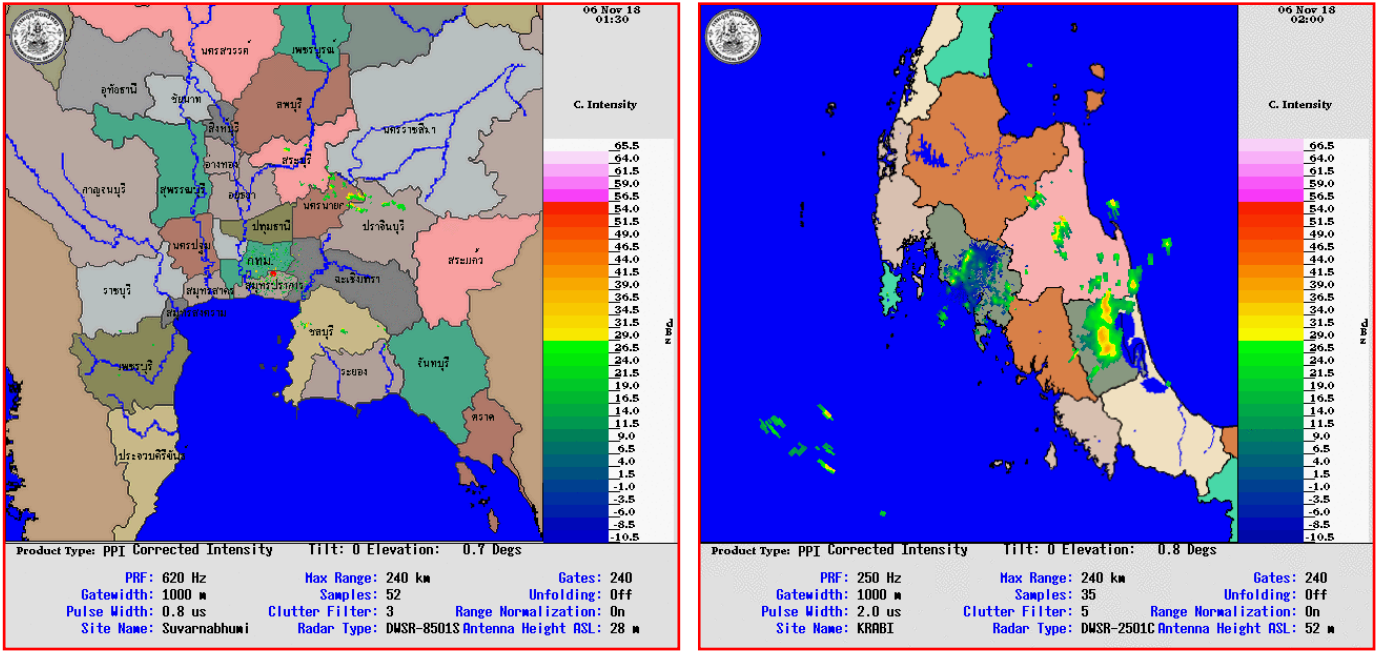 06 Nov 18
01:30
C. Intensity
65.5
64.0
61.5
59.0
56.5
54.0
51.5
49.0
46.5
44.0
41.5
39.0
36.5
34.0
31.5
29.0
26.5
24.0
21.5
19.0
16.5
14.0
11.5
9.0
6.5
4.0
1.5
-1.0
-3.5
-6.0
-8.5
-10.5
นครสวรรค์
เพชรบูรณ์
อุทัยธานี
ชัยนาท
ลพบุรี
สิงห์บุรี
นครราชสีมา
อ่างทอง
สระบุรี
กาญจนบุรี
สุพรรณบุรี
อยุธยา
นครนายก
ปราจีนบุรี
ปทุมธานี
นครปฐม
กทม.
สระแก้ว
ฉะเชิงเทรา
ราชบุรี
สมุทรสาคร
สมุทรปราการ
สมุทรสงคราม
ชลบุรี
เพชรบุรี
ระยอง
จันทบุรี
ตราด
ประจวบคีรีขันธ์
Product Type: PPI Corrected Intensity Tilt: 0 Elevation: 0.7 Degs
PRF: 620 Hz Max Range: 240 km Gates: 240
Gatewidth: 1000 m Samples: 52 Unfolding: Off
Pulse Width: 0.8 us Clutter Filter: 3 Range Normalization: On
Site Name: Suvarnabhumi Radar Type: DWSR-8501S Antenna Height ASL: 28 m
06 Nov 18
02:00
C. Intensity
66.5
64.0
61.5
59.0
56.5
54.0
51.5
49.0
46.5
44.0
41.5
39.0
36.5
34.0
31.5
29.0
26.5
24.0
21.5
19.0
16.5
14.0
11.5
9.0
6.5
4.0
1.5
-1.0
-3.5
-6.0
-8.5
-10.5
Product Type: PPI Corrected Intensity Tilt: 0 Elevation: 0.8 Degs
PRF: 250 Hz Max Range: 240 km Gates: 240
Gatewidth: 1000 m Samples: 35 Unfolding: Off
Pulse Width: 2.0 us Clutter Filter: 5 Range Normalization: On
Site Name: KRABI Radar Type: DWSR-2501C Antenna Height ASL: 52 m